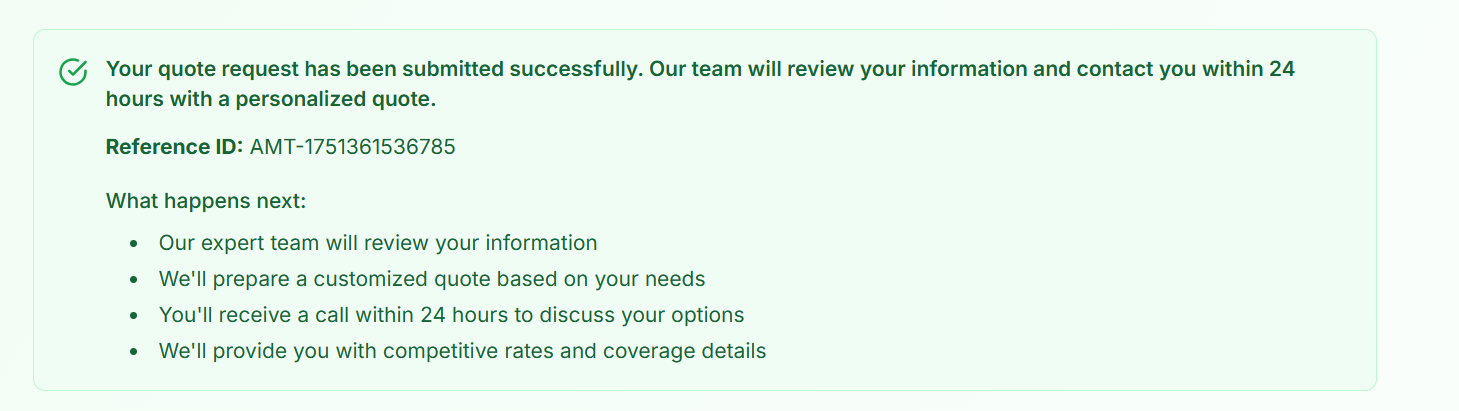 Your quote request has been submitted successfully. Our team will review your information and contact you within 24
hours with a personalized quote.
Reference ID: AMT-1751361536785
What happens next:
• Our expert team will review your information
• We'll prepare a customized quote based on your needs
• You'll receive a call within 24 hours to discuss your options
• We'll provide you with competitive rates and coverage details